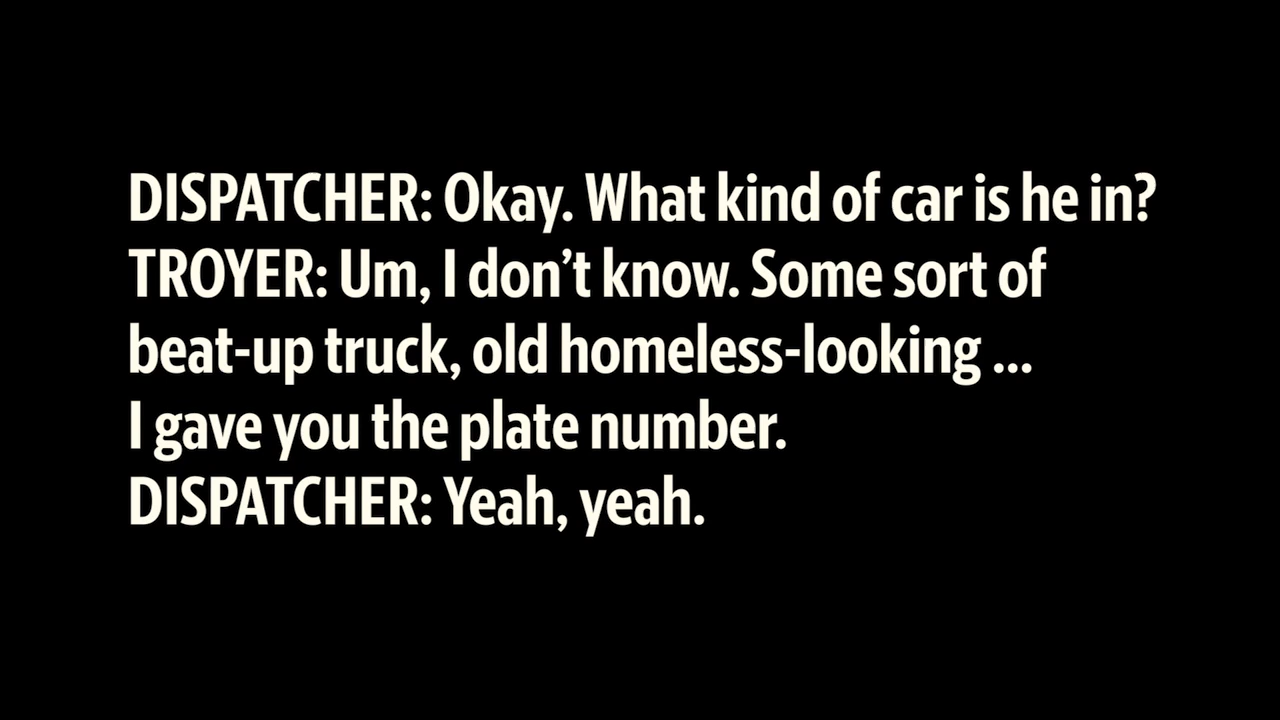 DISPATCHER: Okay. What kind of car is he in?
TROYER: Um, I don’t know. Some sort of
beat-up truck, old homeless-looking ...
I gave you the plate number.
DISPATCHER: Yeah, yeah.